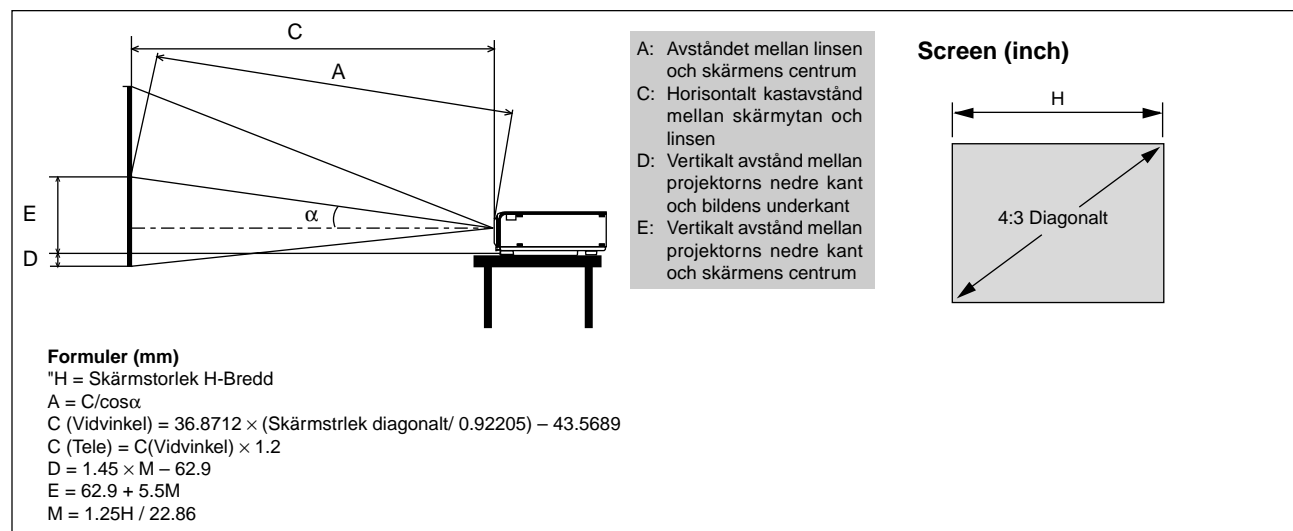 C
A
E
D
α
A: Avståndet mellan linsen
och skärmens centrum
C: Horisontalt kastavstånd
mellan skärmytan och
linsen
D: Vertikalt avstånd mellan
projektorns nedre kant
och bildens underkant
E: Vertikalt avstånd mellan
projektorns nedre kant
och skärmens centrum
Screen (inch)
H
4:3 Diagonalt
Formuler (mm)
"H = Skärmstorlek H-Bredd
A = C/cosα
C (Vidvinkel) = 36.8712 × (Skärmstrlek diagonalt/ 0.92205) – 43.5689
C (Tele) = C(Vidvinkel) × 1.2
D = 1.45 × M – 62.9
E = 62.9 + 5.5M
M = 1.25H / 22.86